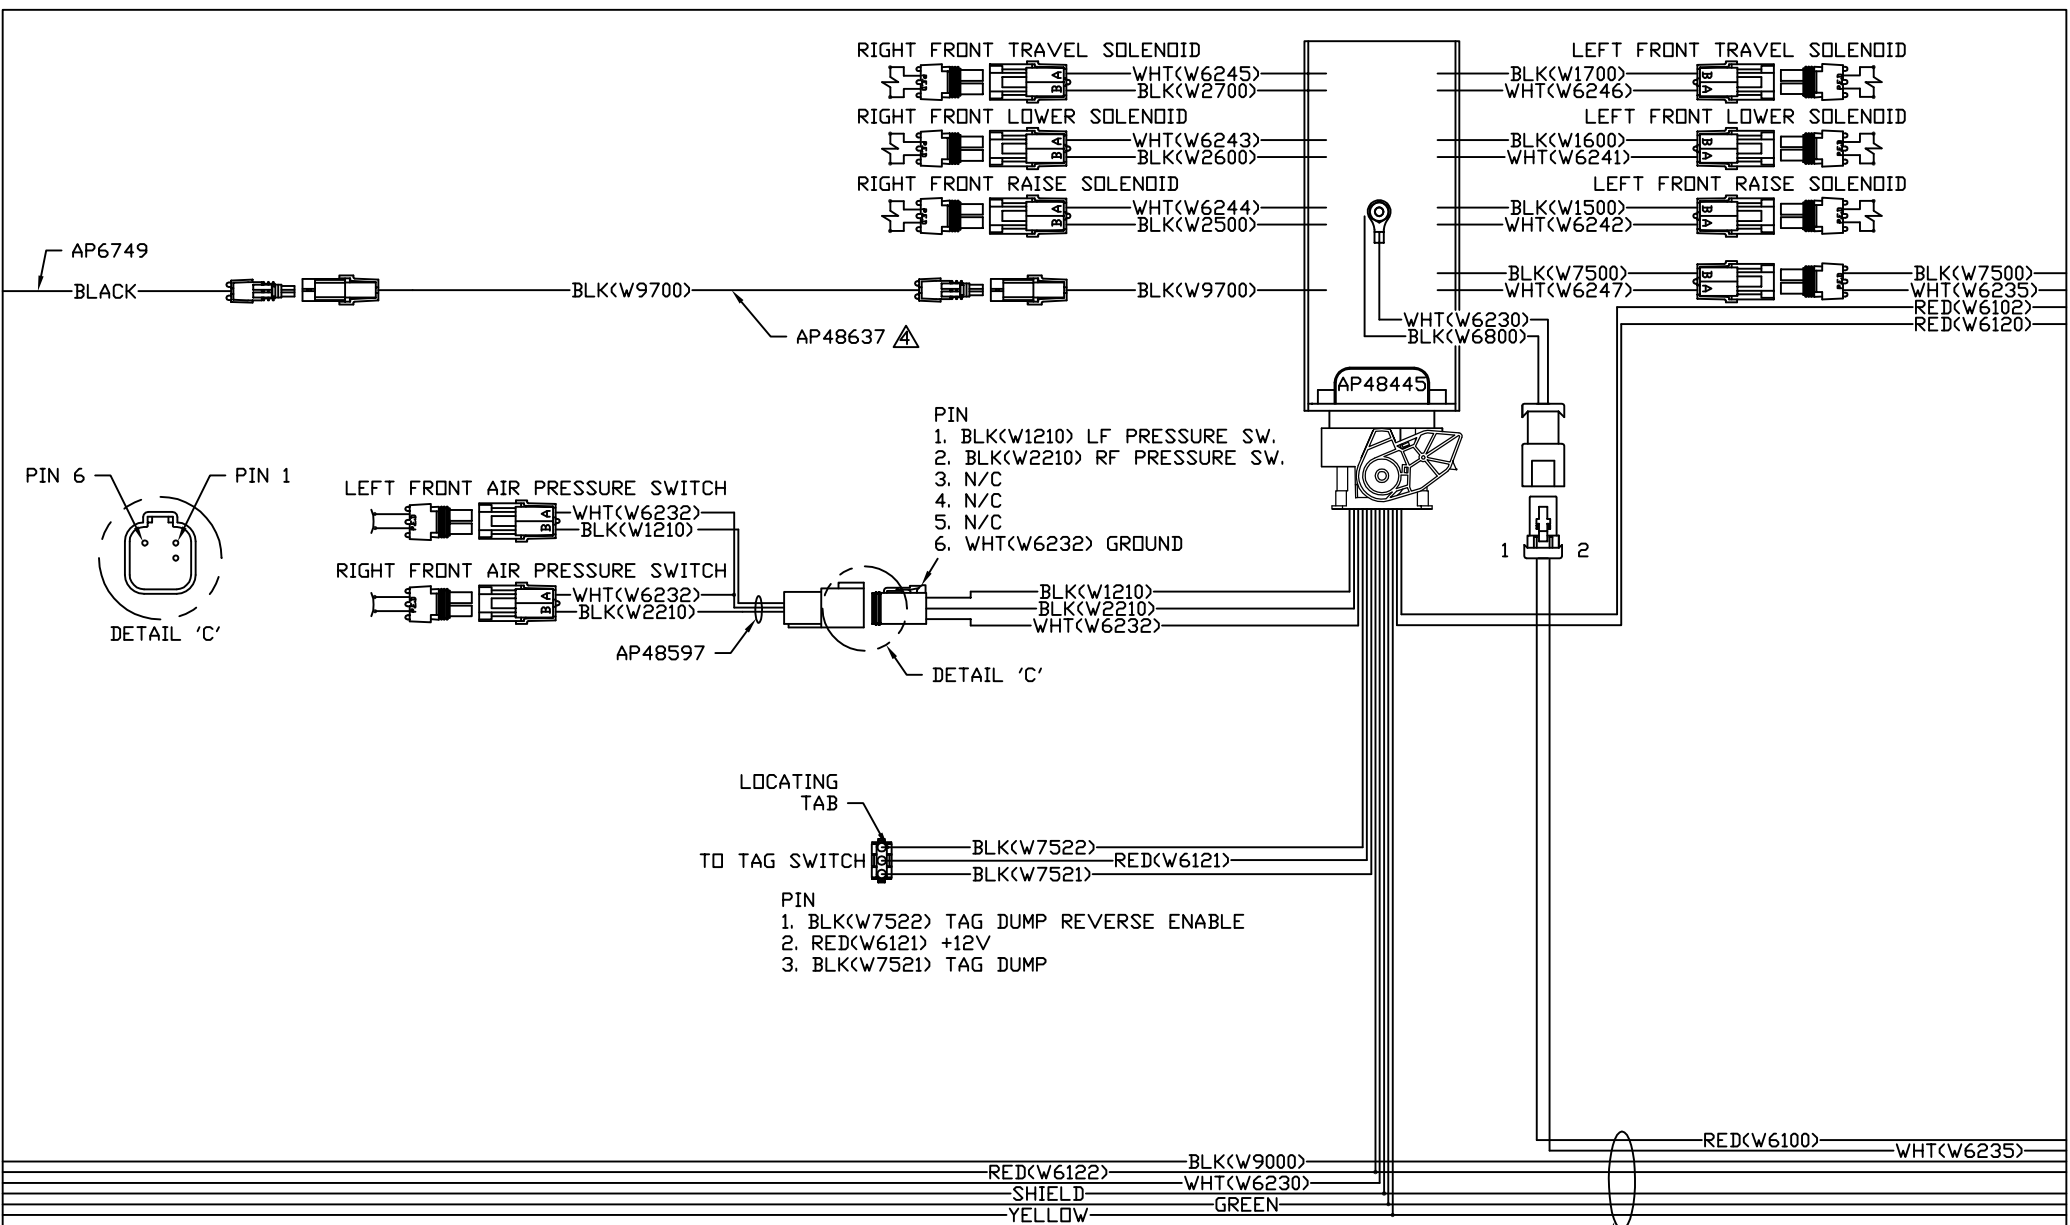 RIGHT FRONT TRAVEL SOLENOID
A WHT(W6245)
B BLK(W2700)
RIGHT FRONT LOWER SOLENOID
A WHT(W6243)
B BLK(W2600)
RIGHT FRONT RAISE SOLENOID
A WHT(W6244)
B BLK(W2500)
LEFT FRONT TRAVEL SOLENOID
BLK(W1700) B
WHT(W6246) A
LEFT FRONT LOWER SOLENOID
BLK(W1600) B
WHT(W6241) A
LEFT FRONT RAISE SOLENOID
BLK(W1500) B
WHT(W6242) A
BLK(W7500) B BLK(W7500)
WHT(W6247) A WHT(W6235)
RED(W6102)
RED(W6120)
AP6749
BLACK
BLK(W9700)
BLK(W9700)
AP48637 4
WHT(W6230)
BLK(W6800)
AP48445
PIN
1. BLK(W1210) LF PRESSURE SW.
2. BLK(W2210) RF PRESSURE SW.
3. N/C
4. N/C
5. N/C
6. WHT(W6232) GROUND
PIN 6
PIN 1
DETAIL 'C'
LEFT FRONT AIR PRESSURE SWITCH
A WHT(W6232)
B BLK(W1210)
RIGHT FRONT AIR PRESSURE SWITCH
A WHT(W6232)
B BLK(W2210)
AP48597
BLK(W1210)
BLK(W2210)
WHT(W6232)
DETAIL 'C'
1 2
LOCATING
TAB
TO TAG SWITCH
BLK(W7522)
RED(W6121)
BLK(W7521)
PIN
1. BLK(W7522) TAG DUMP REVERSE ENABLE
2. RED(W6121) +12V
3. BLK(W7521) TAG DUMP
RED(W6100)
WHT(W6235)
BLK(W9000)
RED(W6122)
WHT(W6230)
SHIELD
GREEN
YELLOW